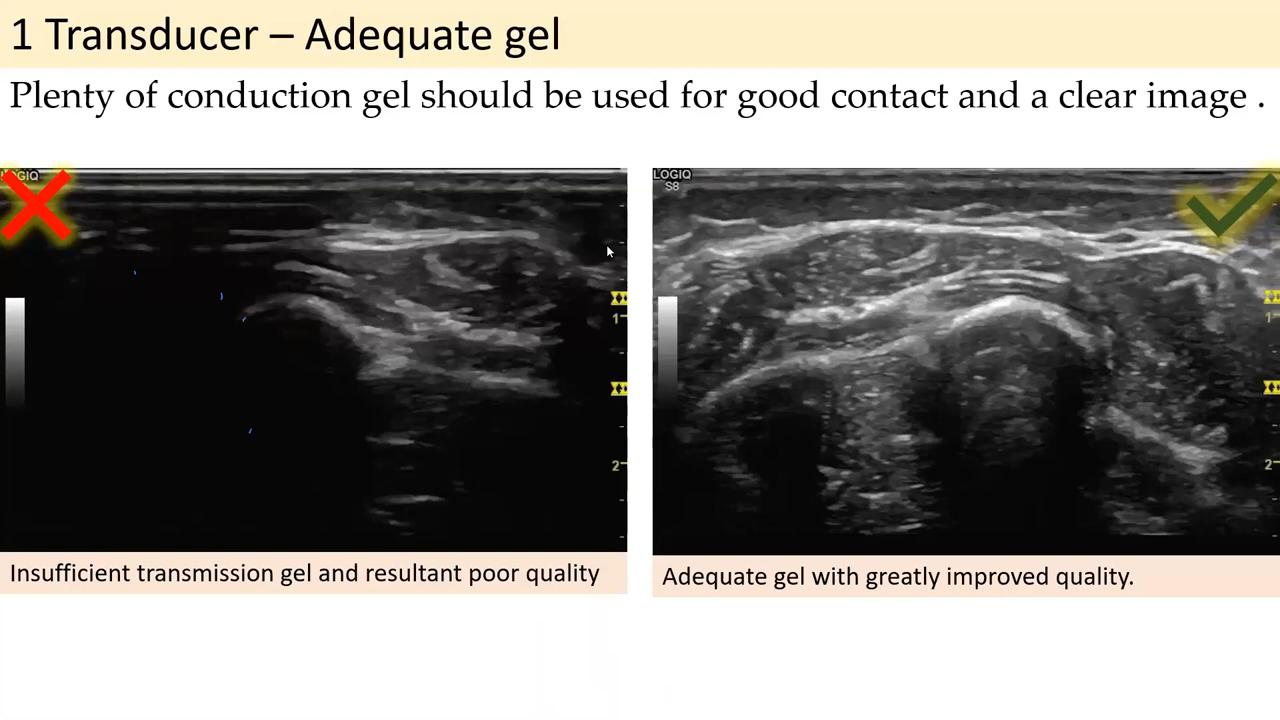 1 Transducer – Adequate gel
Plenty of conduction gel should be used for good contact and a clear image .
LOGIQ
S8
1
1
2
2
Insufficient transmission gel and resultant poor quality
Adequate gel with greatly improved quality.